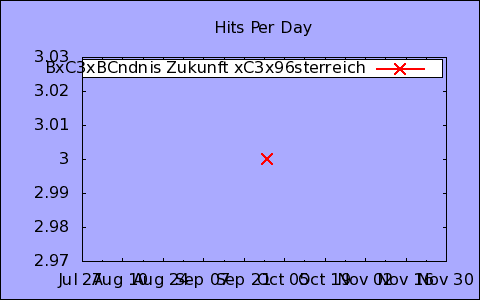 Hits Per Day
3.03
BxC3xBCndnis Zukunft xC3x96sterreich
3.02
3.01
3
2.99
2.98
2.97
Jul 27 Aug 10 Aug 24 Sep 07 Sep 21 Oct 05 Oct 19 Nov 02 Nov 16 Nov 30